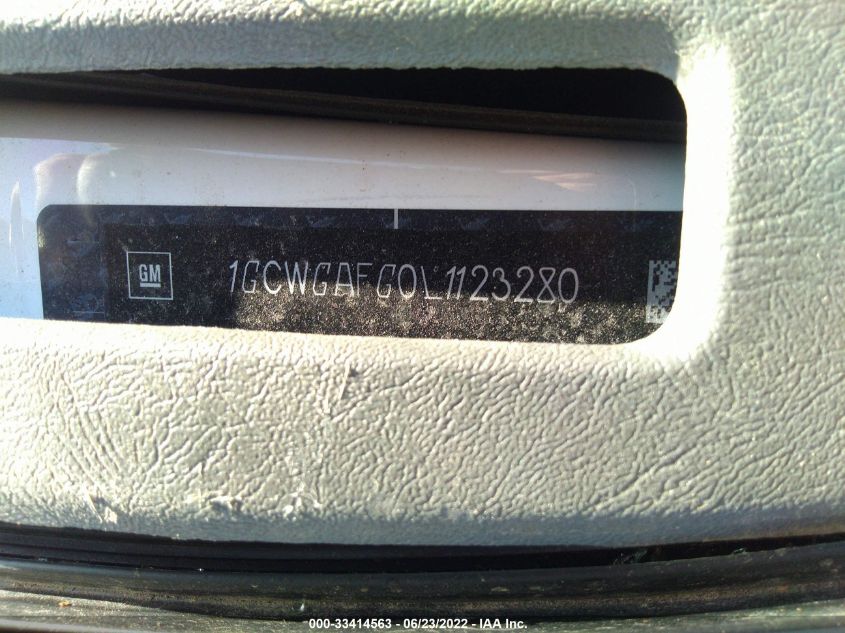 GM 1GCWGAFG0L1123280
000-33414563 - 06/23/2022 - IAA Inc.